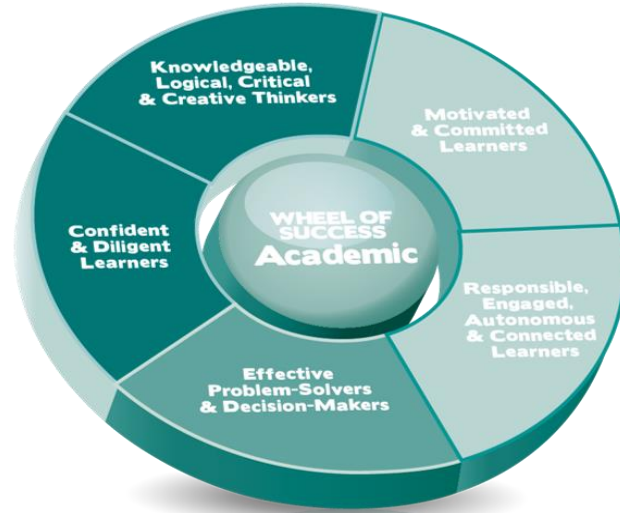 Knowledgeable,
Logical, Critical
& Creative Thinkers
Motivated
& Committed
Learners
WHEEL OF
SUCCESS
Academic
Confident
& Diligent
Learners
Responsible,
Engaged,
Autonomous
& Connected
Learners
Effective
Problem-Solvers
& Decision-Makers